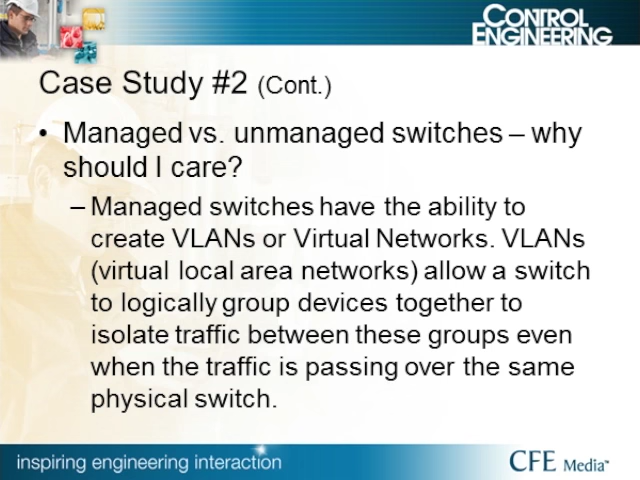 CONTROL
ENGINEERING
Case Study #2 (Cont.)
• Managed vs. unmanaged switches – why
should I care?
– Managed switches have the ability to
create VLANs or Virtual Networks. VLANs
(virtual local area networks) allow a switch
to logically group devices together to
isolate traffic between these groups even
when the traffic is passing over the same
physical switch.
inspiring engineering interaction
CFE Media™